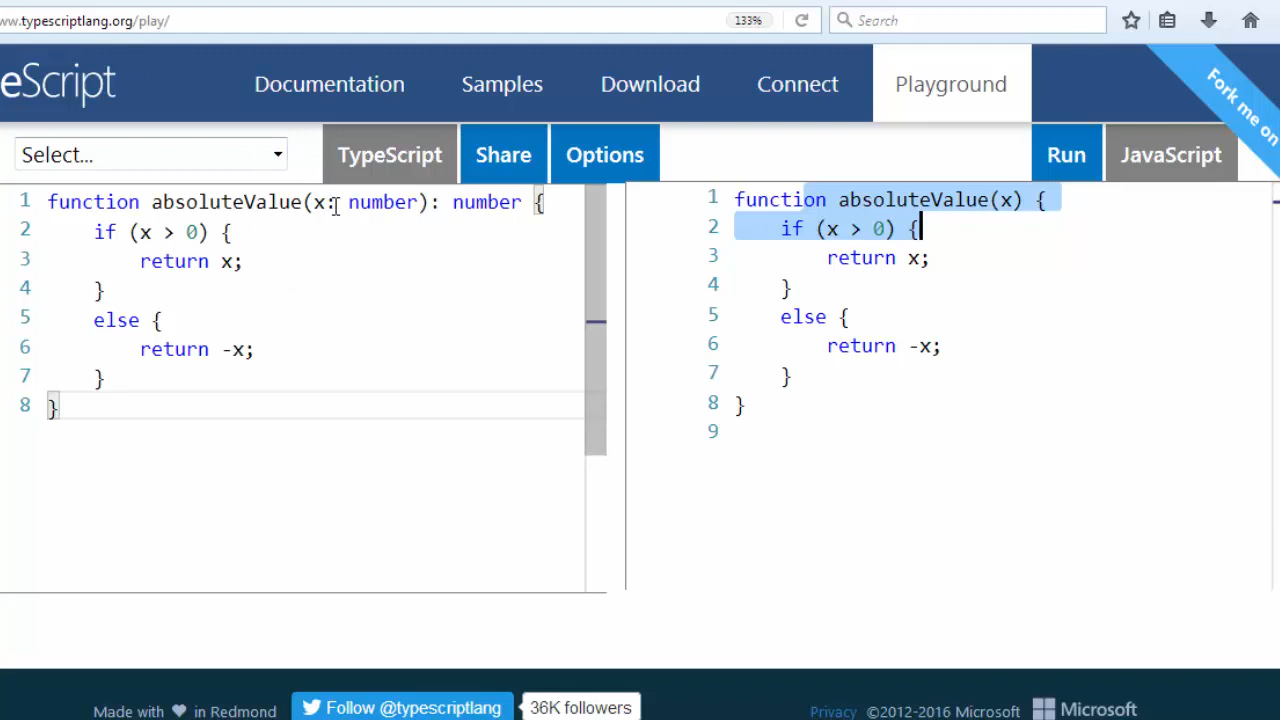 ww.typescriptlang.org/play/ 133% Search
eScript Documentation Samples Download Connect Playground Fork me on
Select... TypeScript Share Options Run JavaScript
1 function absoluteValue(x: number): number {
2 if (x > 0) {
3 return x;
4 }
5 else {
6 return -x;
7 }
8 }
1 function absoluteValue(x) {
2 if (x > 0) {
3 return x;
4 }
5 else {
6 return -x;
7 }
8 }
9
Made with ❤ in Redmond Follow @typescriptlang 36K followers Privacy ©2012-2016 Microsoft Microsoft